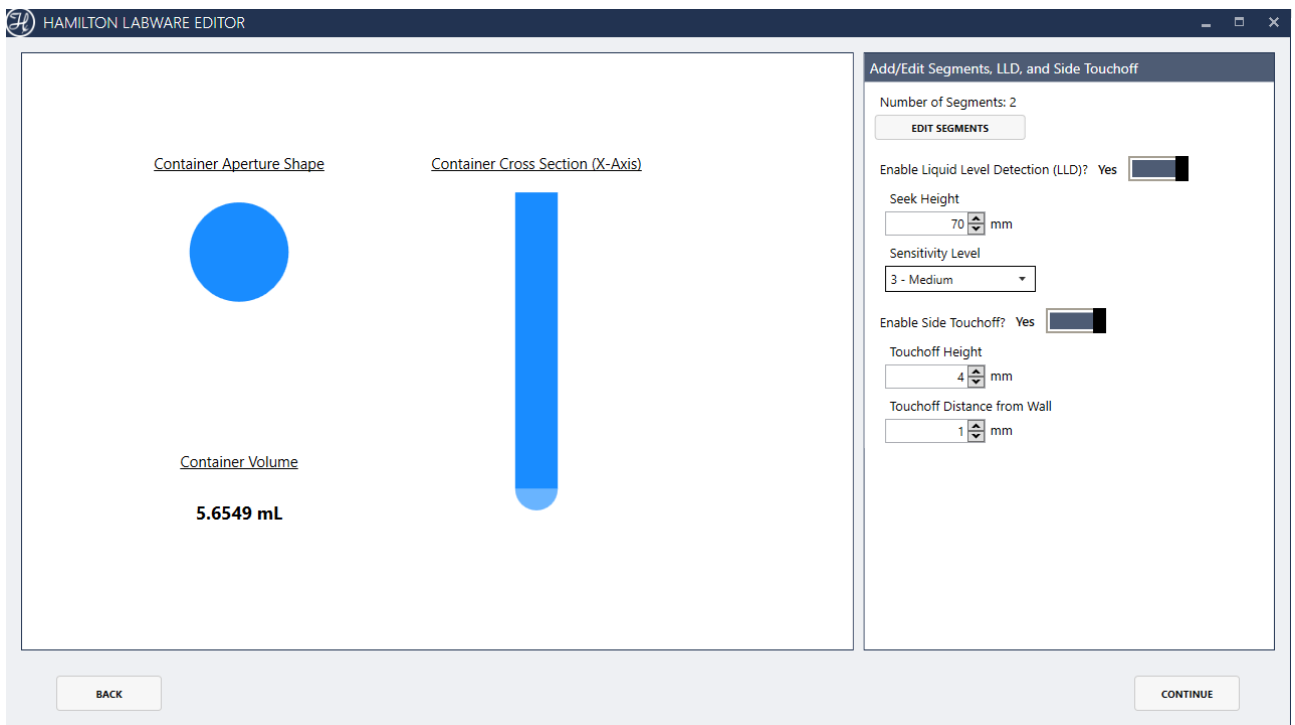 HAMILTON LABWARE EDITOR
Container Aperture Shape
Container Cross Section (X-Axis)
Container Volume
5.6549 mL
Add/Edit Segments, LLD, and Side Touchoff
Number of Segments: 2
EDIT SEGMENTS
Enable Liquid Level Detection (LLD)? Yes
Seek Height
70 mm
Sensitivity Level
3 - Medium
Enable Side Touchoff? Yes
Touchoff Height
4 mm
Touchoff Distance from Wall
1 mm
BACK
CONTINUE